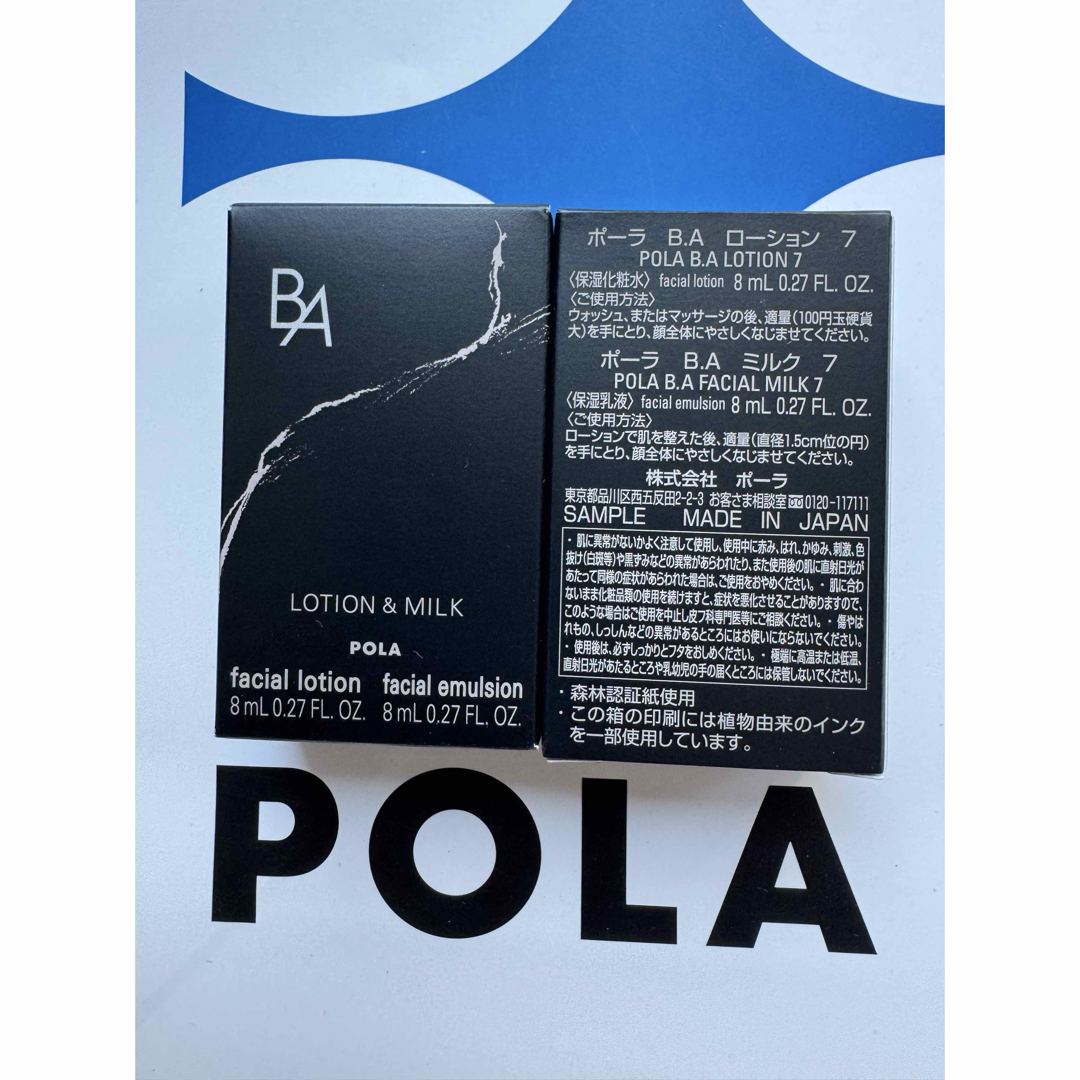 BA
LOTION & MILK
POLA
facial lotion facial emulsion
8 mL 0.27 FL. OZ. 8 mL 0.27 FL. OZ.
ポーラ B.A ローション 7
POLA B.A LOTION 7
〈保湿化粧水〉 facial lotion 8 mL 0.27 FL. OZ.
〈ご使用方法〉
ウォッシュ、またはマッサージの後、適量(100円玉硬貨
大)を手にとり、顔全体にやさしくなじませてください。
ポーラ B.A ミルク 7
POLA B.A FACIAL MILK 7
〈保湿乳液〉 facial emulsion 8 mL 0.27 FL. OZ.
〈ご使用方法〉
ローションで肌を整えた後、適量(直径1.5cm位の円)
を手にとり、顔全体にやさしくなじませてください。
株式会社 ポーラ
東京都品川区西五反田2-2-3 お客さま相談室 0120-117111
SAMPLE MADE IN JAPAN
・肌に異常がないかよく注意して使用し、使用中に赤み、はれ、かゆみ、刺激、色
抜け(白斑等)や黒ずみなどの異常があらわれたり、また使用後の肌に直射日光が
あたって同様の症状があらわれた場合は、ご使用をおやめください。・肌に合わ
ないまま化粧品類の使用を続けますと、症状を悪化させることがありますので、
このような場合はご使用を中止し皮フ科専門医等にご相談ください。・傷やは
れもの、しっしんなどの異常があるところにはお使いにならないでください。
・使用後は、必ずしっかりとフタをおしめください。・極端に高温または低温、
直射日光があたるところや乳幼児の手の届くところには保管しないでください。
・森林認証紙使用
・この箱の印刷には植物由来のインク
を一部使用しています。
POLA